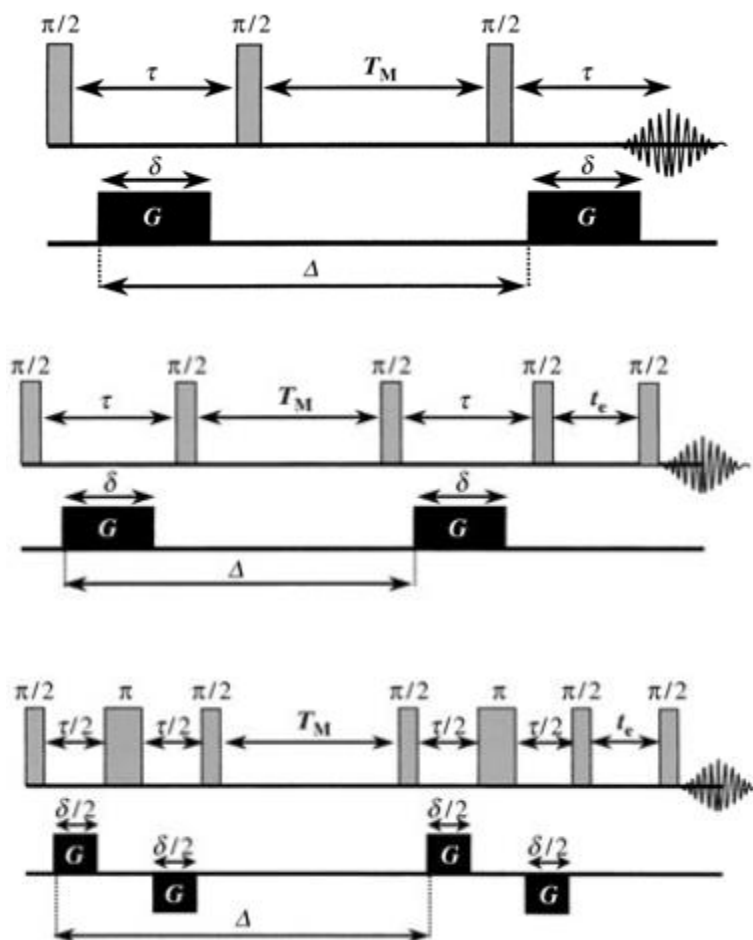 π/2 π/2 π/2
τ T_M τ
δ δ
G G
Δ
π/2 π/2 π/2 π/2 π/2
τ T_M τ t_e
δ δ
G G
Δ
π/2 π π/2 π/2 π π/2 π/2
τ/2 τ/2 T_M τ/2 τ/2 t_e
δ/2 δ/2
G δ/2 G δ/2
G G
Δ